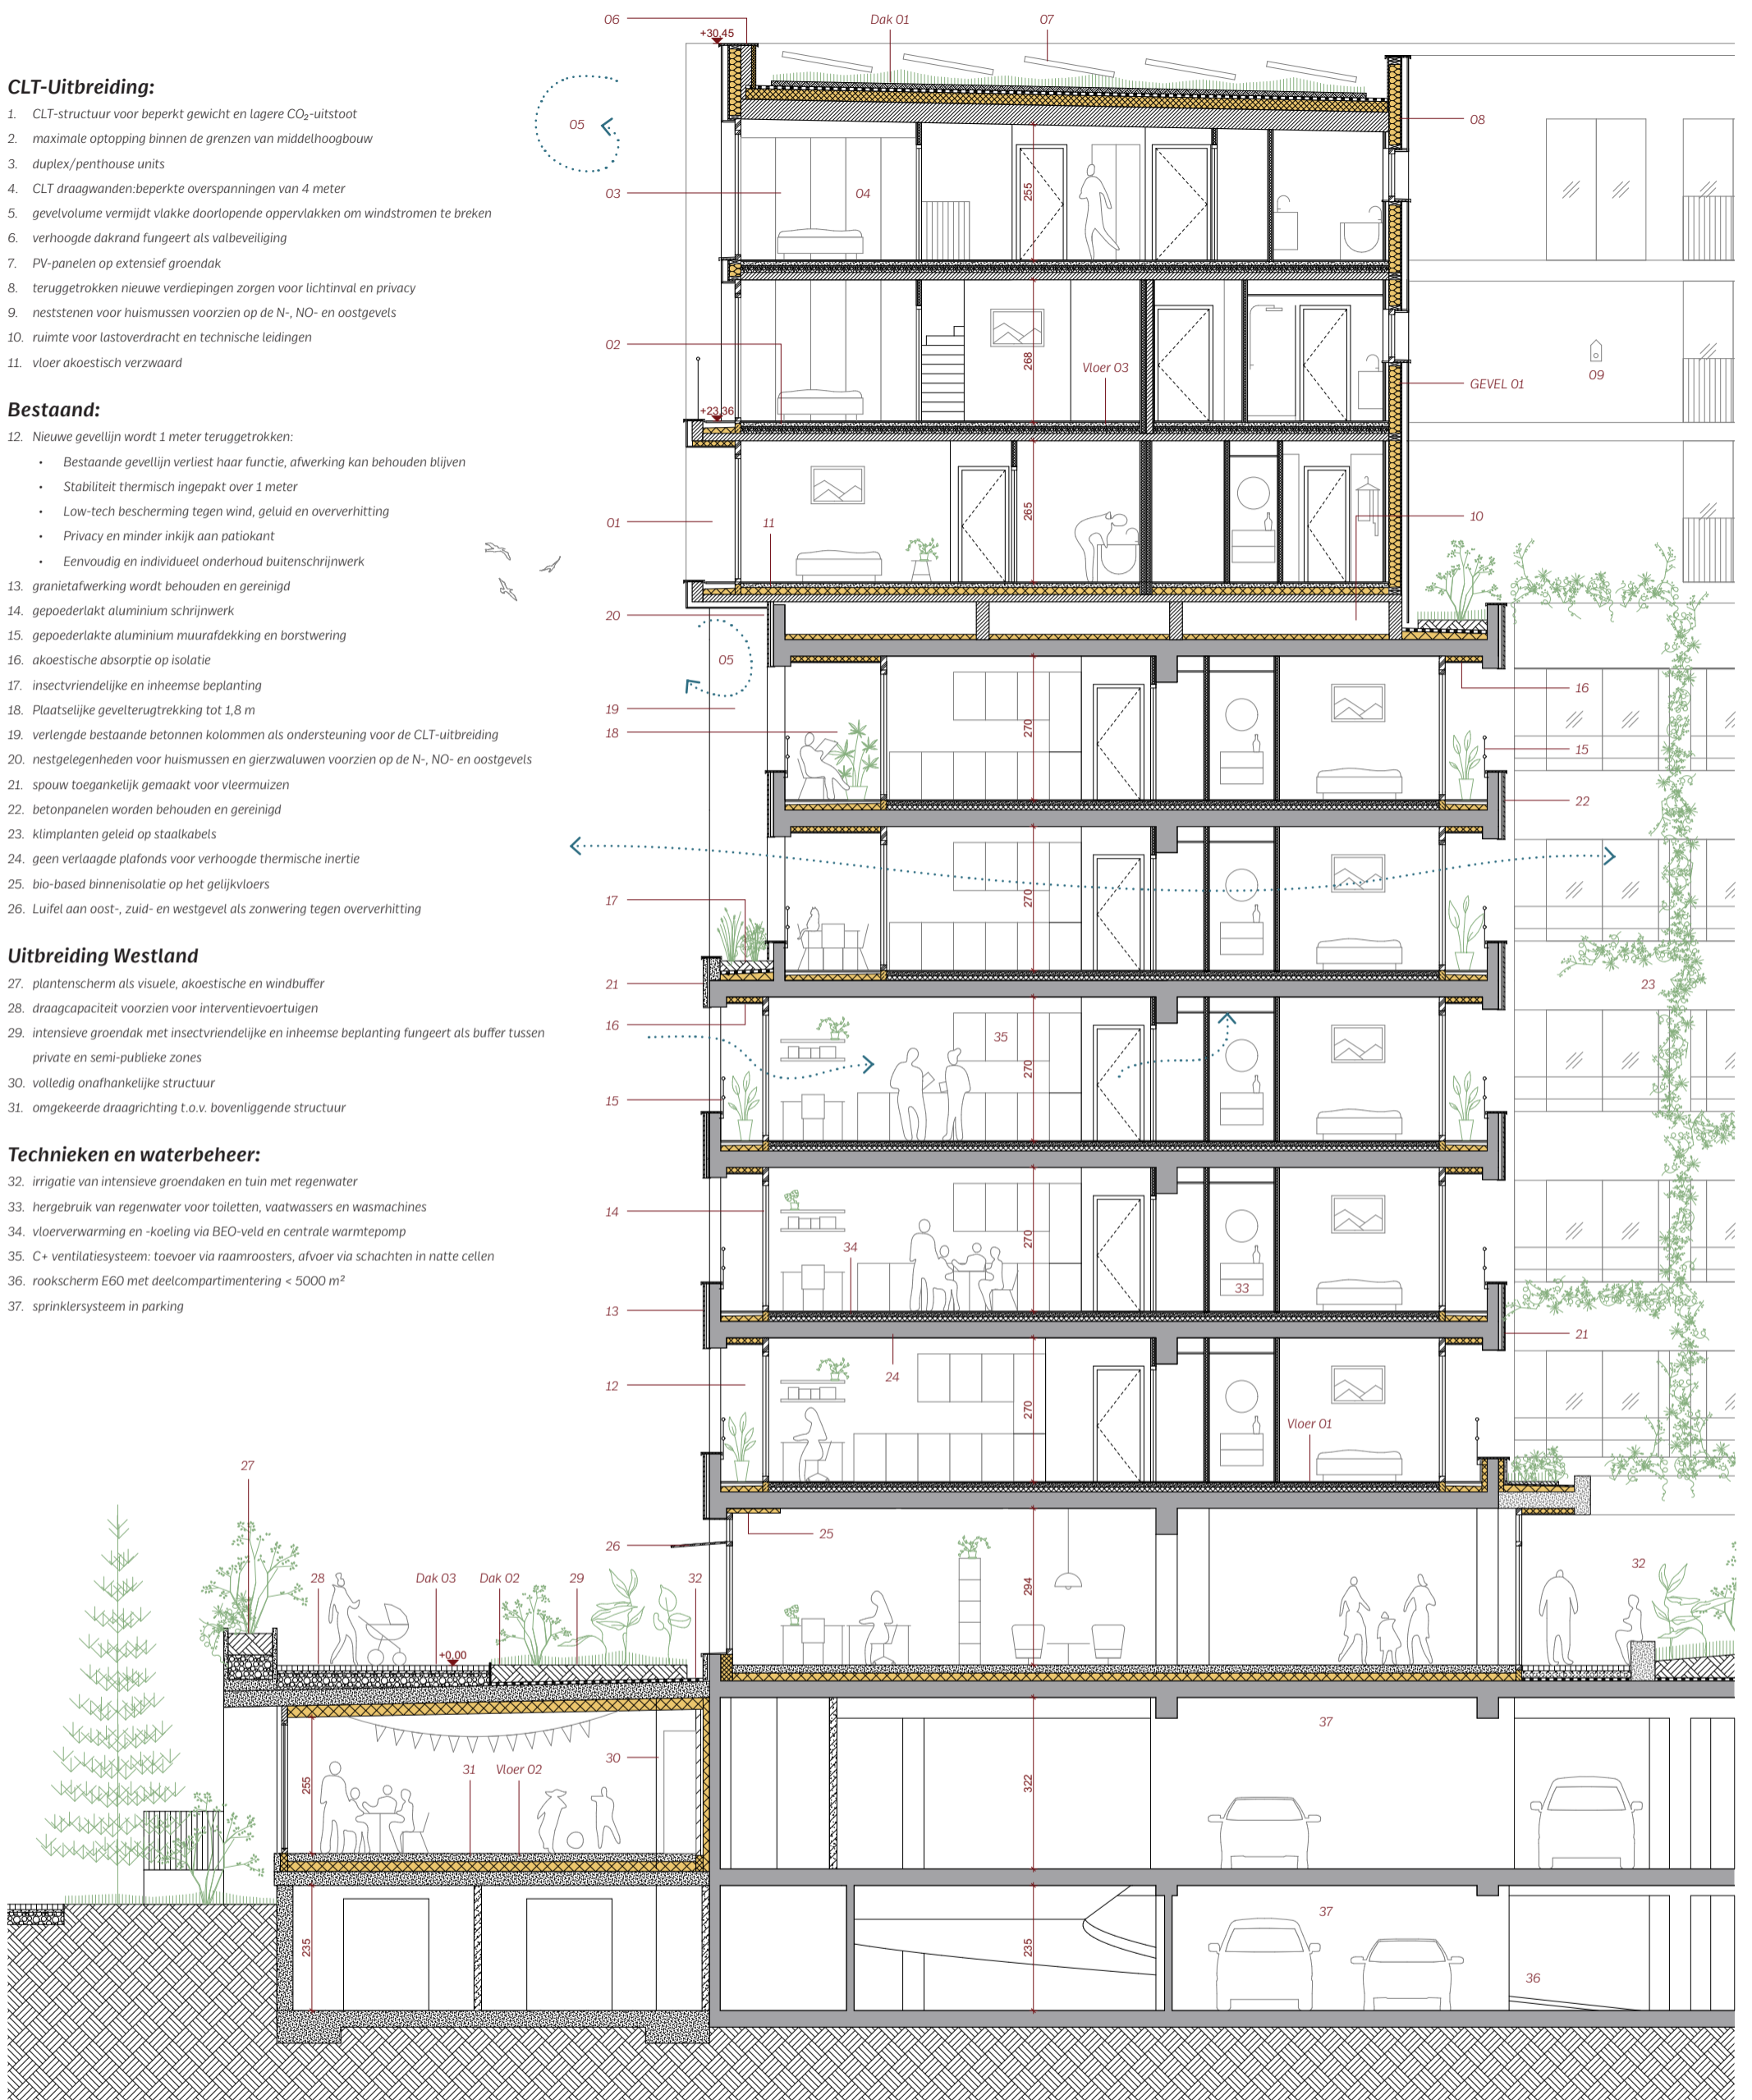 CLT-Uitbreiding:
1. CLT-structuur voor beperkt gewicht en lagere CO₂-uitstoot
2. maximale optopping binnen de grenzen van middelhoogbouw
3. duplex/penthouse units
4. CLT draagwanden:beperkte overspanningen van 4 meter
5. gevelvolume vermijdt vlakke doorlopende oppervlakken om windstromen te breken
6. verhoogde dakrand fungeert als valbeveiliging
7. PV-panelen op extensief groendak
8. teruggetrokken nieuwe verdiepingen zorgen voor lichtinval en privacy
9. neststenen voor huismussen voorzien op de N-, NO- en oostgevels
10. ruimte voor lastoverdracht en technische leidingen
11. vloer akoestisch verzwaard
Bestaand:
12. Nieuwe gevellijn wordt 1 meter teruggetrokken:
• Bestaande gevellijn verliest haar functie, afwerking kan behouden blijven
• Stabiliteit thermisch ingepakt over 1 meter
• Low-tech bescherming tegen wind, geluid en oververhitting
• Privacy en minder inkijk aan patiokant
• Eenvoudig en individueel onderhoud buitenschrijnwerk
13. granietafwerking wordt behouden en gereinigd
14. gepoederlakt aluminium schrijnwerk
15. gepoederlakte aluminium muurafdekking en borstwering
16. akoestische absorptie op isolatie
17. insectvriendelijke en inheemse beplanting
18. Plaatselijke gevelterugtrekking tot 1,8 m
19. verlengde bestaande betonnen kolommen als ondersteuning voor de CLT-uitbreiding
20. nestgelegenheden voor huismussen en gierzwaluwen voorzien op de N-, NO- en oostgevels
21. spouw toegankelijk gemaakt voor vleermuizen
22. betonpanelen worden behouden en gereinigd
23. klimplanten geleid op staalkabels
24. geen verlaagde plafonds voor verhoogde thermische inertie
25. bio-based binnenisolatie op het gelijkvloers
26. Luifel aan oost-, zuid- en westgevel als zonwering tegen oververhitting
Uitbreiding Westland
27. plantenscherm als visuele, akoestische en windbuffer
28. draagcapaciteit voorzien voor interventievoertuigen
29. intensieve groendak met insectvriendelijke en inheemse beplanting fungeert als buffer tussen
private en semi-publieke zones
30. volledig onafhankelijke structuur
31. omgekeerde draagrichting t.o.v. bovenliggende structuur
Technieken en waterbeheer:
32. irrigatie van intensieve groendaken en tuin met regenwater
33. hergebruik van regenwater voor toiletten, vaatwassers en wasmachines
34. vloerverwarming en -koeling via BEO-veld en centrale warmtepomp
35. C+ ventilatiesysteem: toevoer via raamroosters, afvoer via schachten in natte cellen
36. rookscherm E60 met deelcompartimentering < 5000 m²
37. sprinklersysteem in parking
06
Dak 01
07
+30,45
05
08
03
04
255
02
268
Vloer 03
09
+23,36
GEVEL 01
01
11
265
10
20
05
16
19
18
270
15
22
17
270
21
23
16
35
270
15
14
34
270
33
13
21
24
12
270
Vloer 01
27
25
26
28
Dak 03
Dak 02
29
32
294
32
+0,00
37
30
255
31
Vloer 02
322
37
235
235
36